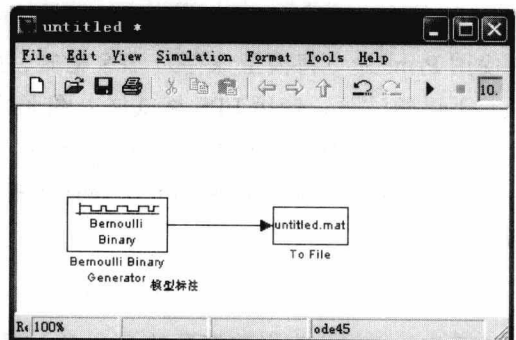 untitled *
File Edit View Simulation Format Tools Help
10.
Bernoulli
Binary
Bernoulli Binary
Generator
模型标注
untitled.mat
To File
100%
ode45